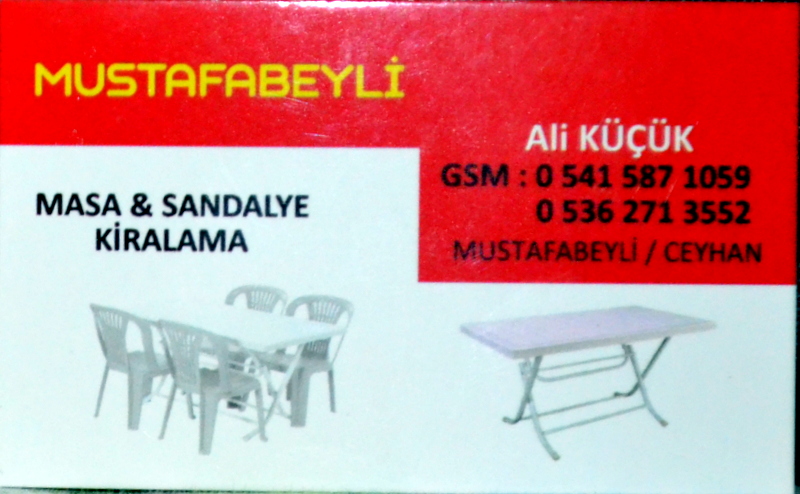 MUSTAFABEYLİ
MASA & SANDALYE
KİRALAMA
Ali KÜÇÜK
GSM : 0 541 587 1059
0 536 271 3552
MUSTAFABEYLİ / CEYHAN